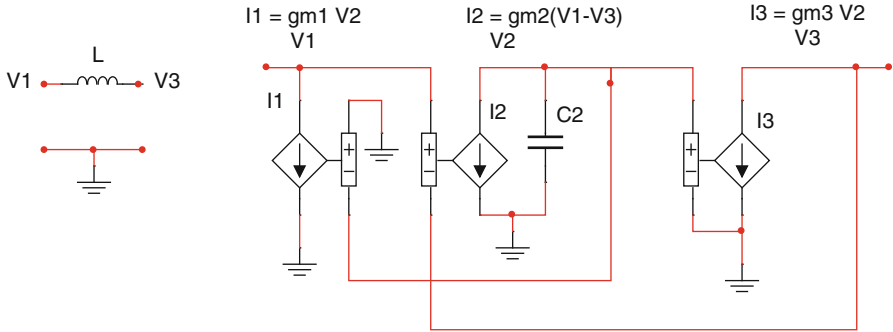 I1 = gm1 V2
V1
I2 = gm2(V1-V3)
V2
I3 = gm3 V2
V3
L
V1
V3
I1
I2
C2
I3
+
−
+
−
+
−